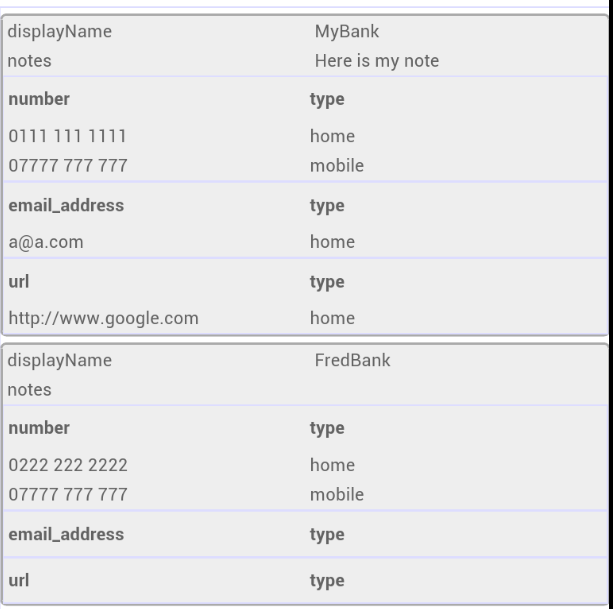 displayName MyBank
notes Here is my note
number type
0111 111 1111 home
07777 777 777 mobile
email_address type
a@a.com home
url type
http://www.google.com home
displayName FredBank
notes
number type
0222 222 2222 home
07777 777 777 mobile
email_address type
url type